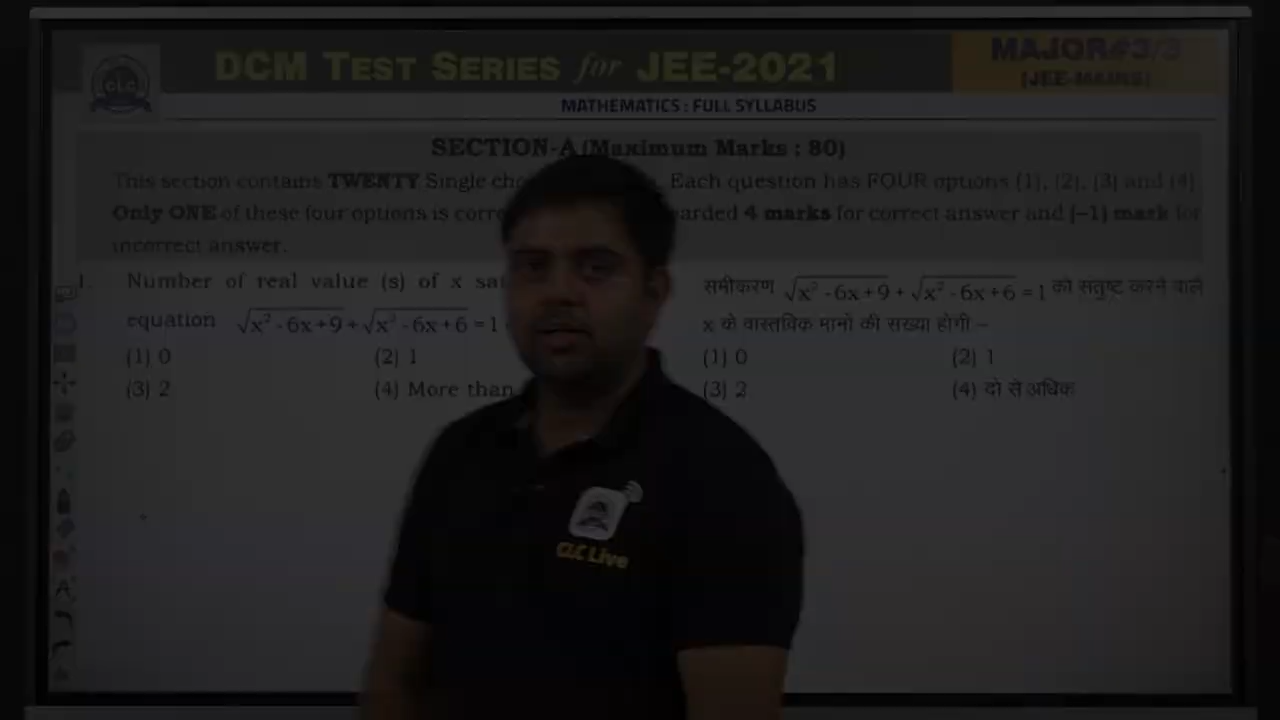 CLC
DCM TEST SERIES for JEE-2021
MAJOR#3/3
(JEE-MAINS)
MATHEMATICS : FULL SYLLABUS
SECTION-A (Maximum Marks : 80)
This section contains TWENTY Single Each question has FOUR options (1), (2), (3) and (4)
Only ONE of these four options is 4 marks for correct answer and (–1) mark for
incorrect answer.
1. Number of real value (s) of x
equation √x² - 6x+9 + √x² - 6x+6 =1
(1) 0 (2) 1
(3) 2 (4) More than
समीकरण √x² - 6x+9 + √x² - 6x+6 =1 को संतुष्ट करने वाले
x के वास्तविक मानों की संख्या होगी –
(1) 0 (2) 1
(3) 2 (4) दो से अधिक
CLC Live